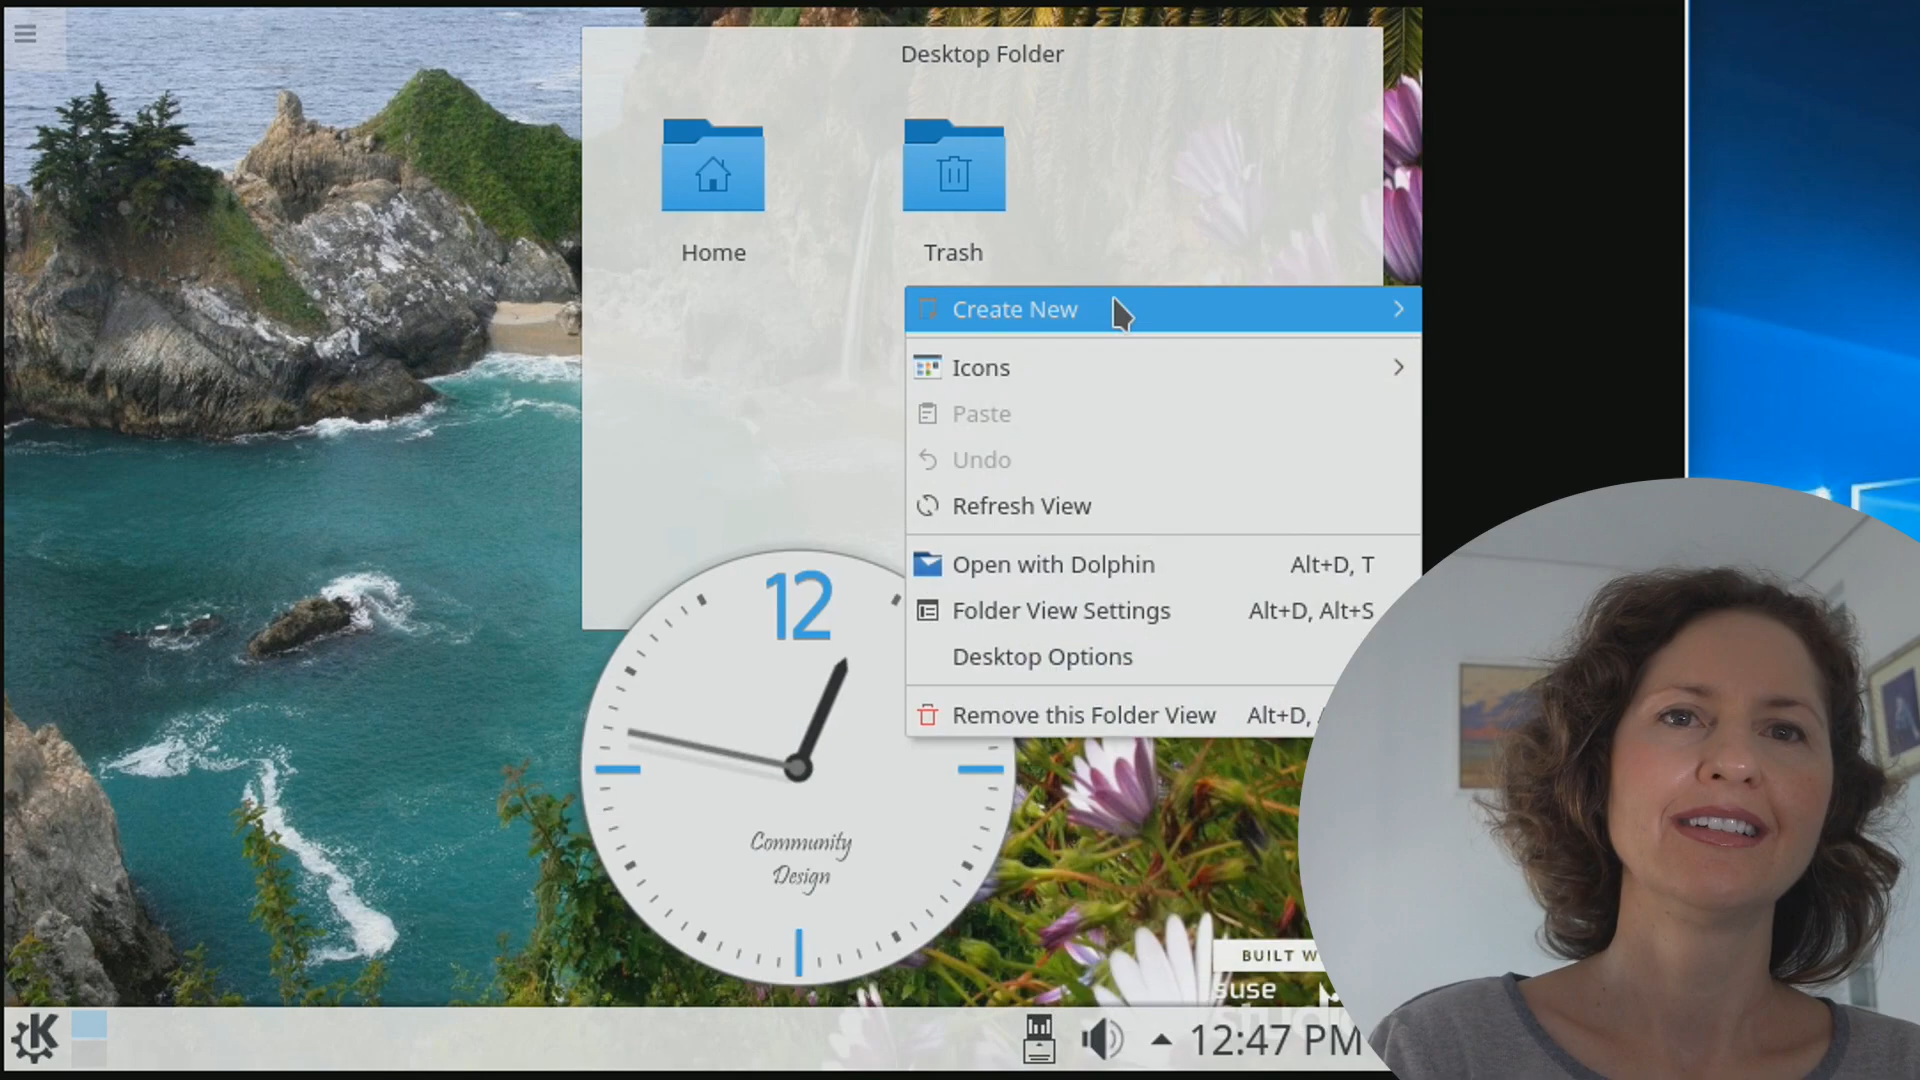 Desktop Folder
Home
Trash
Create New
Icons
Paste
Undo
Refresh View
Open with Dolphin Alt+D, T
Folder View Settings Alt+D, Alt+S
Desktop Options
Remove this Folder View Alt+D,
12
Community
Design
BUILT
suse
12:47 PM